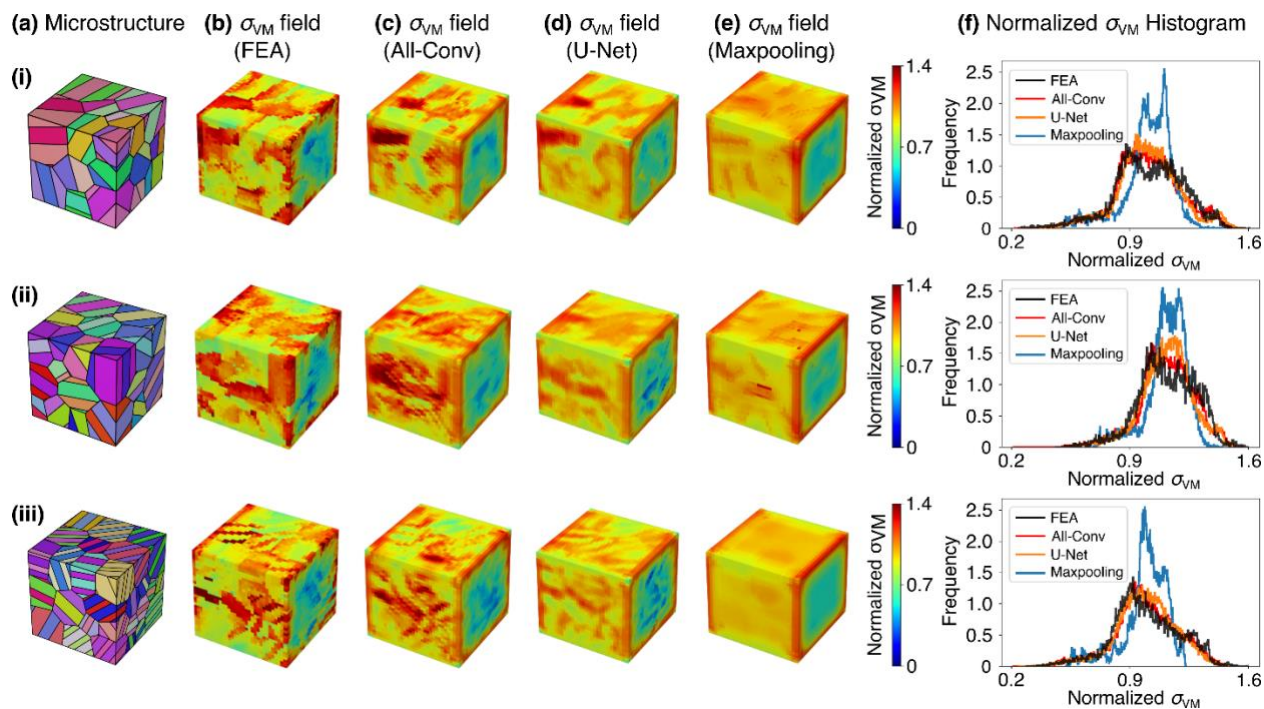 (a) Microstructure
(b) σVM field
(FEA)
(c) σVM field
(All-Conv)
(d) σVM field
(U-Net)
(e) σVM field
(Maxpooling)
(f) Normalized σVM Histogram
(i)
1.4
0.7
0
Normalized σVM
2.5
2.0
1.5
1.0
0.5
0
Frequency
FEA
All-Conv
U-Net
Maxpooling
0.2
0.9
1.6
Normalized σVM
(ii)
1.4
0.7
0
Normalized σVM
2.5
2.0
1.5
1.0
0.5
0
Frequency
FEA
All-Conv
U-Net
Maxpooling
0.2
0.9
1.6
Normalized σVM
(iii)
1.4
0.7
0
Normalized σVM
2.5
2.0
1.5
1.0
0.5
0
Frequency
FEA
All-Conv
U-Net
Maxpooling
0.2
0.9
1.6
Normalized σVM